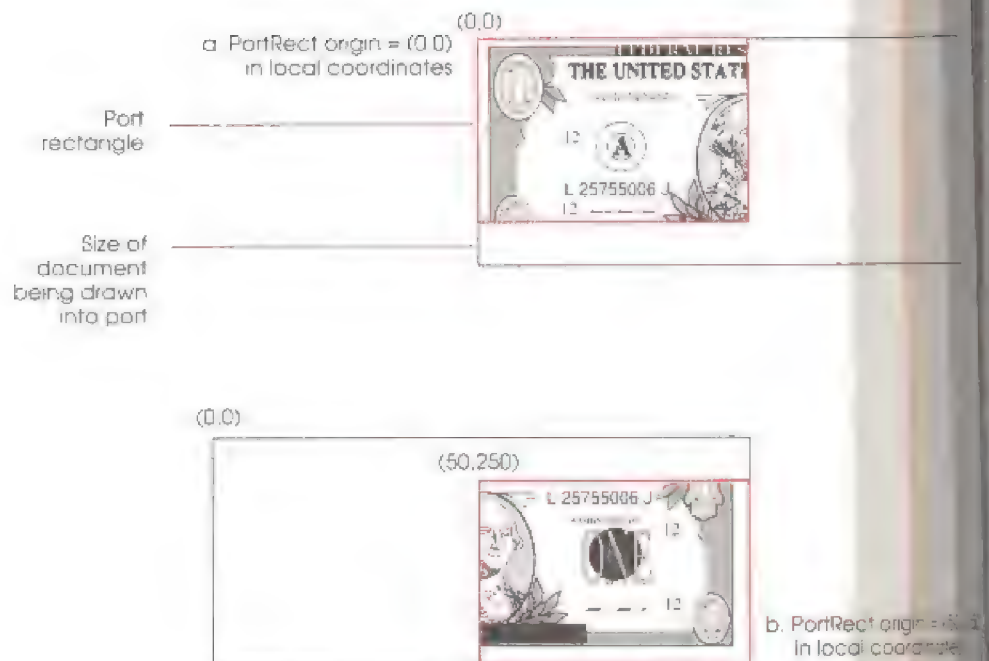 (0,0)
a. PortRect origin = (0,0)
in local coordinates
THE UNITED STAT
Port
rectangle
12
A
L 25755006 J
12
Size of
document
being drawn
into port
(0,0)
(50,250)
L 25755006 J
12
12
b. PortRect origin =
in local